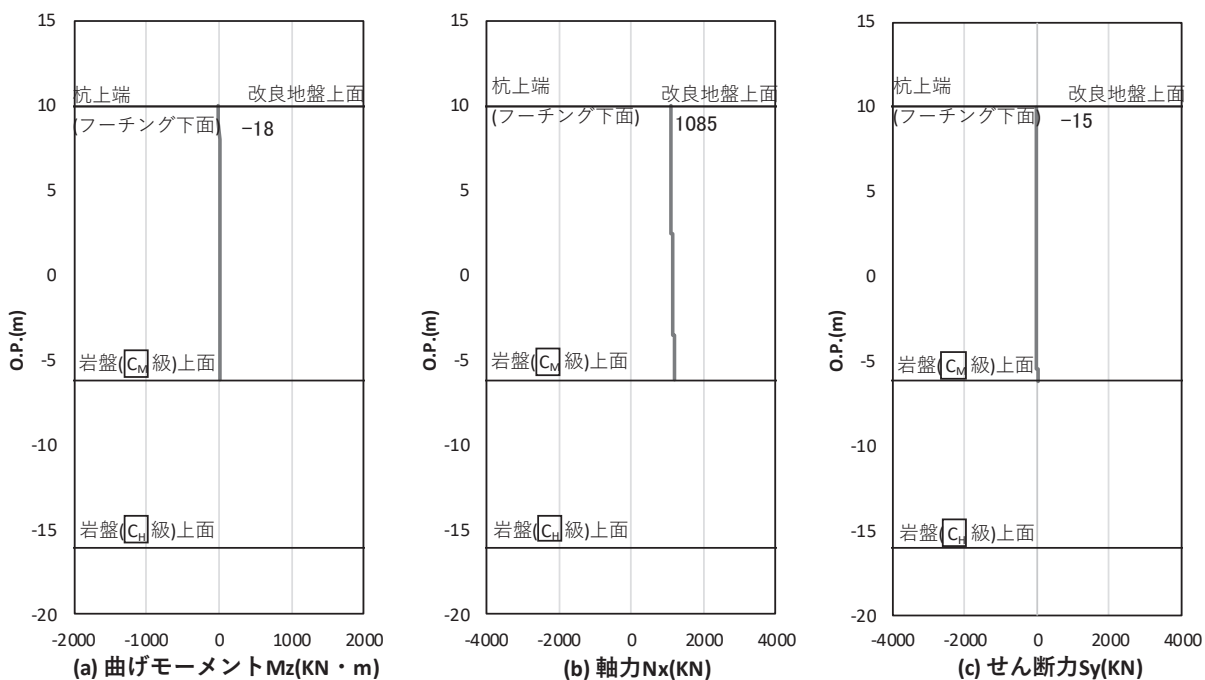 15
杭上端
改良地盤上面
10
(フーチング下面)
-18
5
0
岩盤(CM級)上面
-5
-10
岩盤(CH級)上面
-15
-20
-2000 -1000 0 1000 2000
O.P.(m)
(a) 曲げモーメントMz(KN・m)
15
杭上端
改良地盤上面
10
(フーチング下面)
1085
5
0
岩盤(CM級)上面
-5
-10
岩盤(CH級)上面
-15
-20
-4000 -2000 0 2000 4000
O.P.(m)
(b) 軸力Nx(KN)
15
杭上端
改良地盤上面
10
(フーチング下面)
-15
5
0
岩盤(CM級)上面
-5
-10
岩盤(CH級)上面
-15
-20
-4000 -2000 0 2000 4000
O.P.(m)
(c) せん断力Sy(KN)